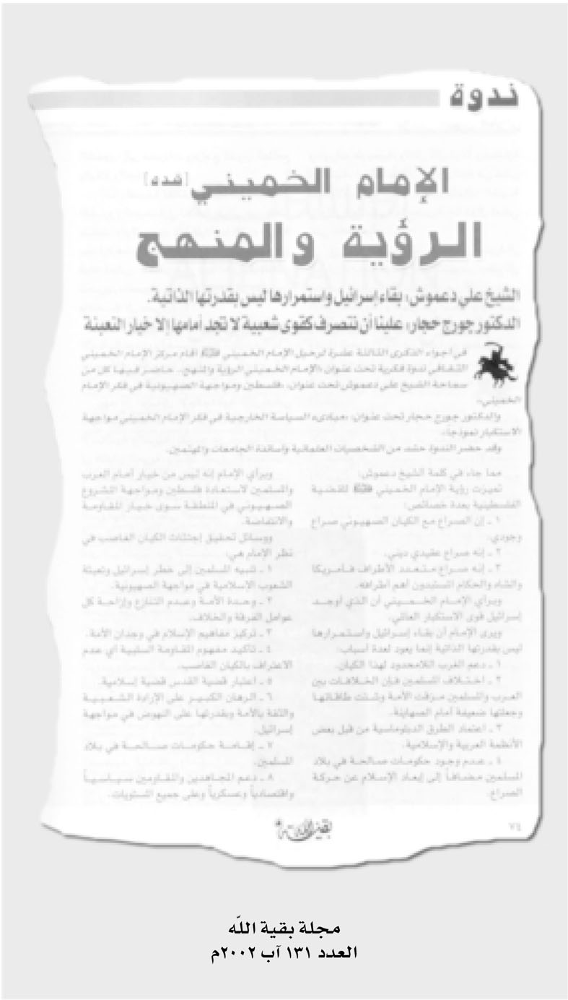 ندوة
الإمام الخميني [قده]
الرؤية والمنهج
الشيخ علي دعموش: بقاء إسرائيل واستمرارها ليس بقدرتها الذاتية.
الدكتور جورج حجار: علينا أن نتصرف كقوى شعبية لا تجد أمامها إلا خيار التعبئة
في أجواء الذكرى الثالثة عشرة لرحيل الإمام الخميني أقام مركز الإمام الخميني
الثقافي ندوة فكرية تحت عنوان «الإمام الخميني الرؤية والمنهج». حاضر فيها كل من
سماحة الشيخ علي دعموش تحت عنوان: «فلسطين ومواجهة الصهيونية في فكر الإمام
الخميني»
والدكتور جورج حجار تحت عنوان: «مبادىء السياسة الخارجية في فكر الإمام الخميني مواجهة
الاستكبار نموذجاً».
وقد حضر الندوة حشد من الشخصيات العلمائية وأساتذة الجامعات والمهتمين.
مما جاء في كلمة الشيخ دعموش:
تميزت رؤية الإمام الخميني للقضية
الفلسطينية بعدة خصائص:
١ ـ إن الصراع مع الكيان الصهيوني صراع
وجودي.
٢ ـ إنه صراع عقيدي ديني.
٣ ـ إنه صراع متعدد الأطراف فأمريكا
والشاه والحكام المستبدون أهم أطرافه.
وبرأي الإمام الخميني أن الذي أوجد
إسرائيل قوى الاستكبار العالمي.
ويرى الإمام أن بقاء إسرائيل واستمرارها
ليس بقدرتها الذاتية إنما يعود لعدة أسباب:
١ ـ دعم الغرب اللامحدود لهذا الكيان.
٢ ـ اختلاف المسلمين فإن الخلافات بين
العرب والمسلمين مزقت الأمة وشتت طاقاتها
وجعلتها ضعيفة أمام الصهاينة.
٣ ـ اعتماد الطرق الدبلوماسية من قبل بعض
الأنظمة العربية والإسلامية.
٤ ـ عدم وجود حكومات صالحة في بلاد
المسلمين مضافاً إلى إبعاد الإسلام عن حركة
الصراع.
وبرأي الإمام إنه ليس من خيار أمام العرب
والمسلمين لاستعادة فلسطين ومواجهة المشروع
الصهيوني في المنطقة سوى خيار المقاومة
والانتفاضة.
ووسائل تحقيق إجتثاث الكيان الغاصب في
نظر الإمام هي:
١ ـ تنبيه المسلمين إلى خطر إسرائيل وتعبئة
الشعوب الإسلامية في مواجهة الصهيونية.
٢ ـ وحدة الأمة وعدم التنازع وإزاحة كل
عوامل الفرقة والخلاف.
٣ ـ تركيز مفاهيم الإسلام في وجدان الأمة.
٤ ـ تأكيد مفهوم المقاومة السلبية أي عدم
الاعتراف بالكيان الغاصب.
٥ ـ اعتبار قضية القدس قضية إسلامية.
٦ ـ الرهان الكبير على الإرادة الشعبية
والثقة بالأمة وبقدرتها على النهوض في مواجهة
إسرائيل.
٧ ـ إقامة حكومات صالحة في بلاد
المسلمين.
٨ ـ دعم المجاهدين والمقاومين سياسياً
واقتصادياً وعسكرياً وعلى جميع المستويات.
٧٤
بقية الله
مجلة بقية الله
العدد ١٣١ آب ٢٠٠٢م